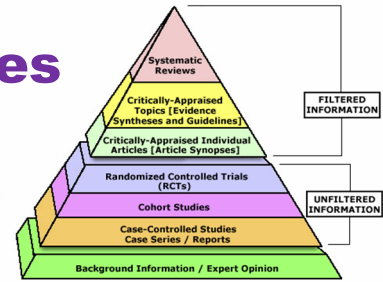 es
Systematic
Reviews
Critically-Appraised
Topics [Evidence
Syntheses and Guidelines]
FILTERED
INFORMATION
Critically-Appraised Individual
Articles [Article Synopses]
Randomized Controlled Trials
(RCTs)
UNFILTERED
INFORMATION
Cohort Studies
Case-Controlled Studies
Case Series / Reports
Background Information / Expert Opinion